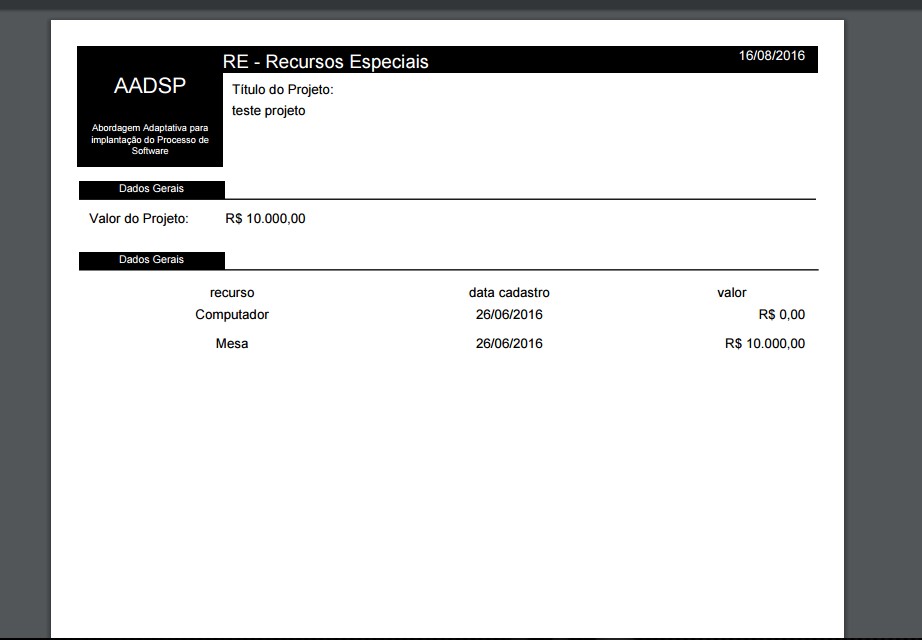 RE - Recursos Especiais
16/08/2016
AADSP
Abordagem Adaptativa para
implantação do Processo de
Software
Título do Projeto:
teste projeto
Dados Gerais
Valor do Projeto: R$ 10.000,00
Dados Gerais
recurso data cadastro valor
Computador 26/06/2016 R$ 0,00
Mesa 26/06/2016 R$ 10.000,00